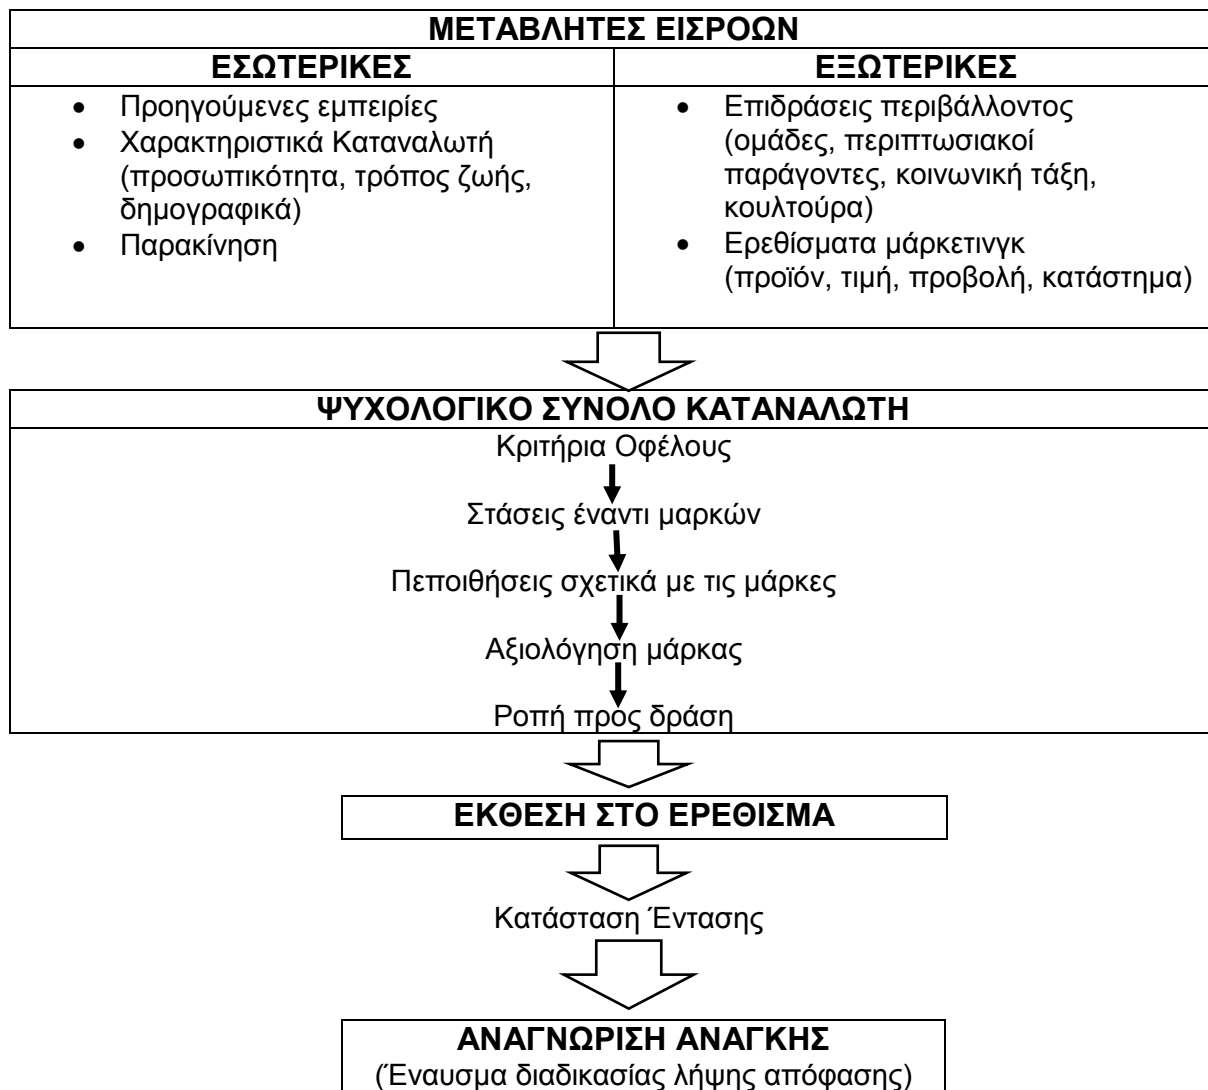 ΜΕΤΑΒΛΗΤΕΣ ΕΙΣΡΟΩΝ
ΕΣΩΤΕΡΙΚΕΣ
• Προηγούμενες εμπειρίες
• Χαρακτηριστικά Καταναλωτή
(προσωπικότητα, τρόπος ζωής,
δημογραφικά)
• Παρακίνηση
ΕΞΩΤΕΡΙΚΕΣ
• Επιδράσεις περιβάλλοντος
(ομάδες, περιπτωσιακοί
παράγοντες, κοινωνική τάξη,
κουλτούρα)
• Ερεθίσματα μάρκετινγκ
(προϊόν, τιμή, προβολή, κατάστημα)
ΨΥΧΟΛΟΓΙΚΟ ΣΥΝΟΛΟ ΚΑΤΑΝΑΛΩΤΗ
Κριτήρια Οφέλους
Στάσεις έναντι μαρκών
Πεποιθήσεις σχετικά με τις μάρκες
Αξιολόγηση μάρκας
Ροπή προς δράση
ΕΚΘΕΣΗ ΣΤΟ ΕΡΕΘΙΣΜΑ
Κατάσταση Έντασης
ΑΝΑΓΝΩΡΙΣΗ ΑΝΑΓΚΗΣ
(Έναυσμα διαδικασίας λήψης απόφασης)